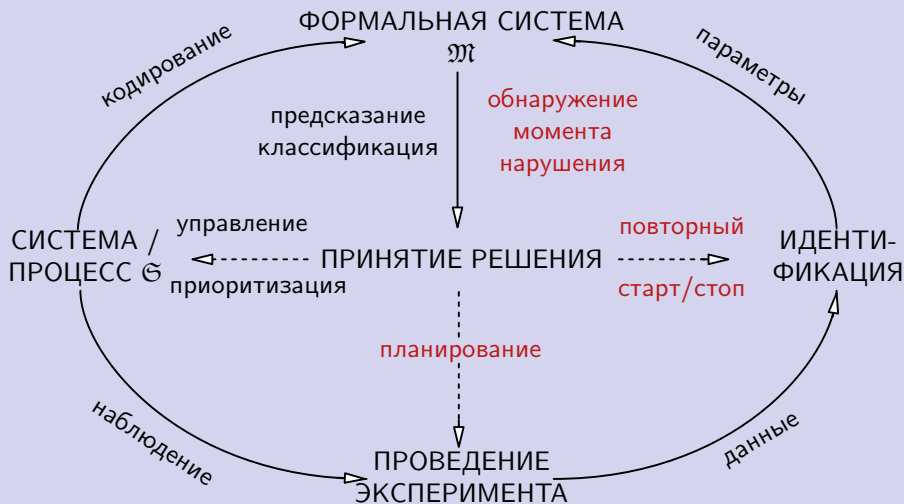 ФОРМАЛЬНАЯ СИСТЕМА
𝔐
кодирование
параметры
предсказание
классификация
обнаружение
момента
нарушения
СИСТЕМА /
ПРОЦЕСС 𝔖
управление
приоритизация
ПРИНЯТИЕ РЕШЕНИЯ
повторный
старт/стоп
ИДЕНТИ-
ФИКАЦИЯ
планирование
наблюдение
данные
ПРОВЕДЕНИЕ
ЭКСПЕРИМЕНТА